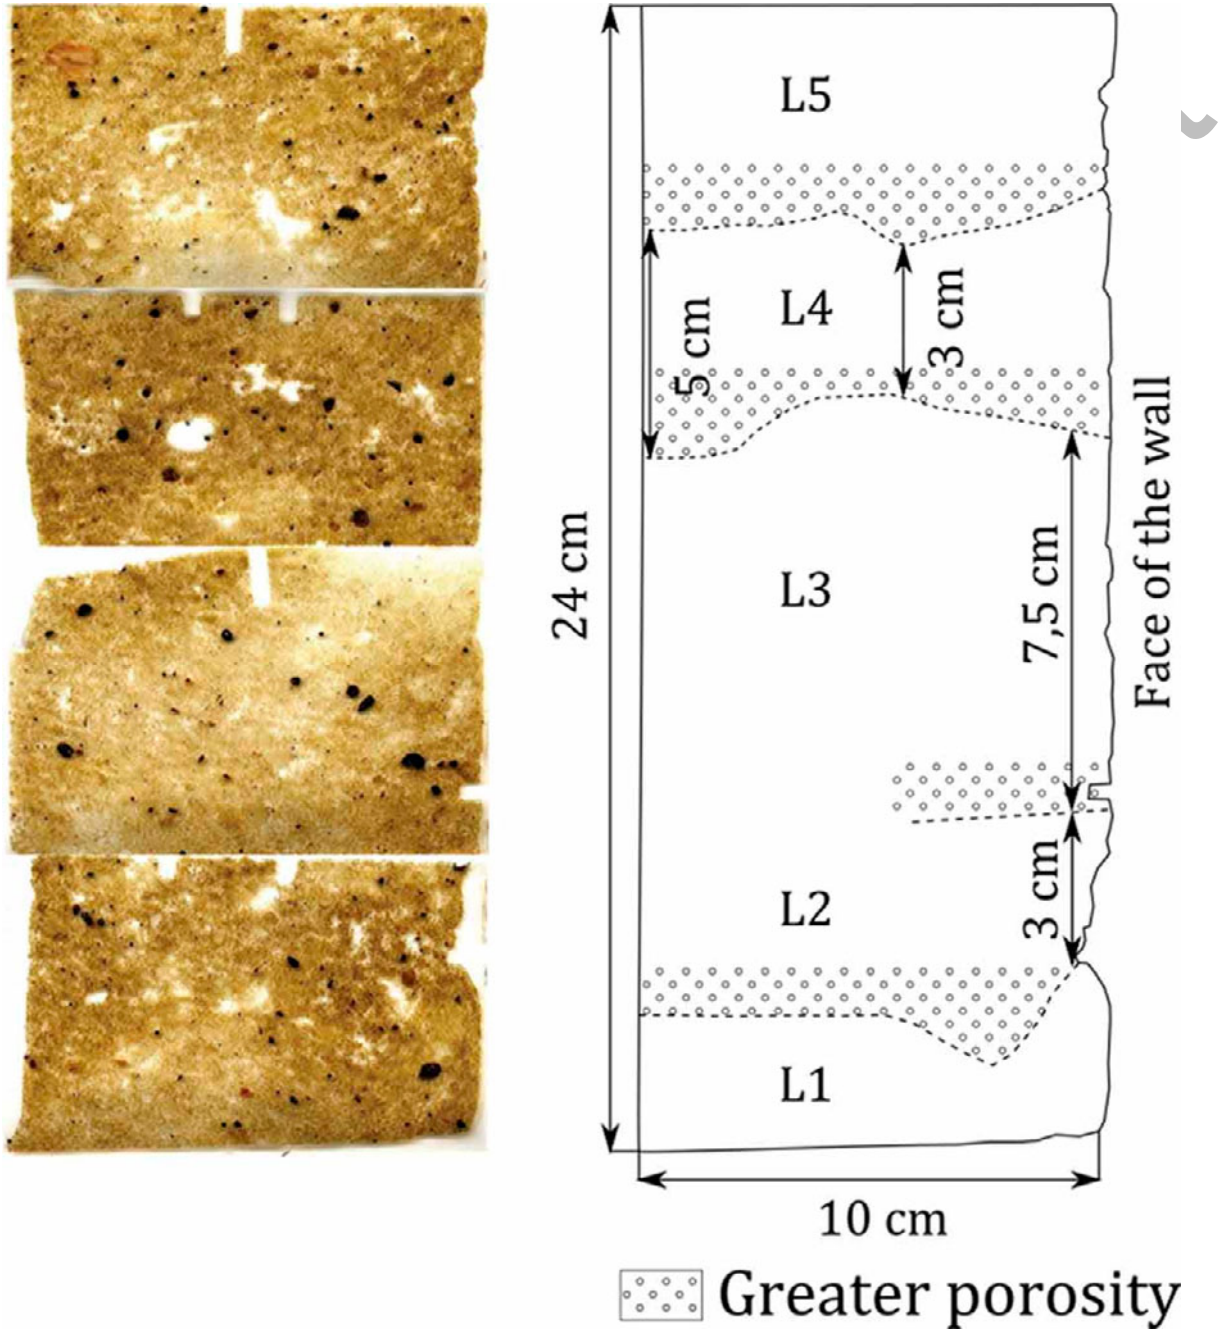 L5
L4
5 cm
3 cm
24 cm
L3
7,5 cm
Face of the wall
L2
3 cm
L1
10 cm
Greater porosity